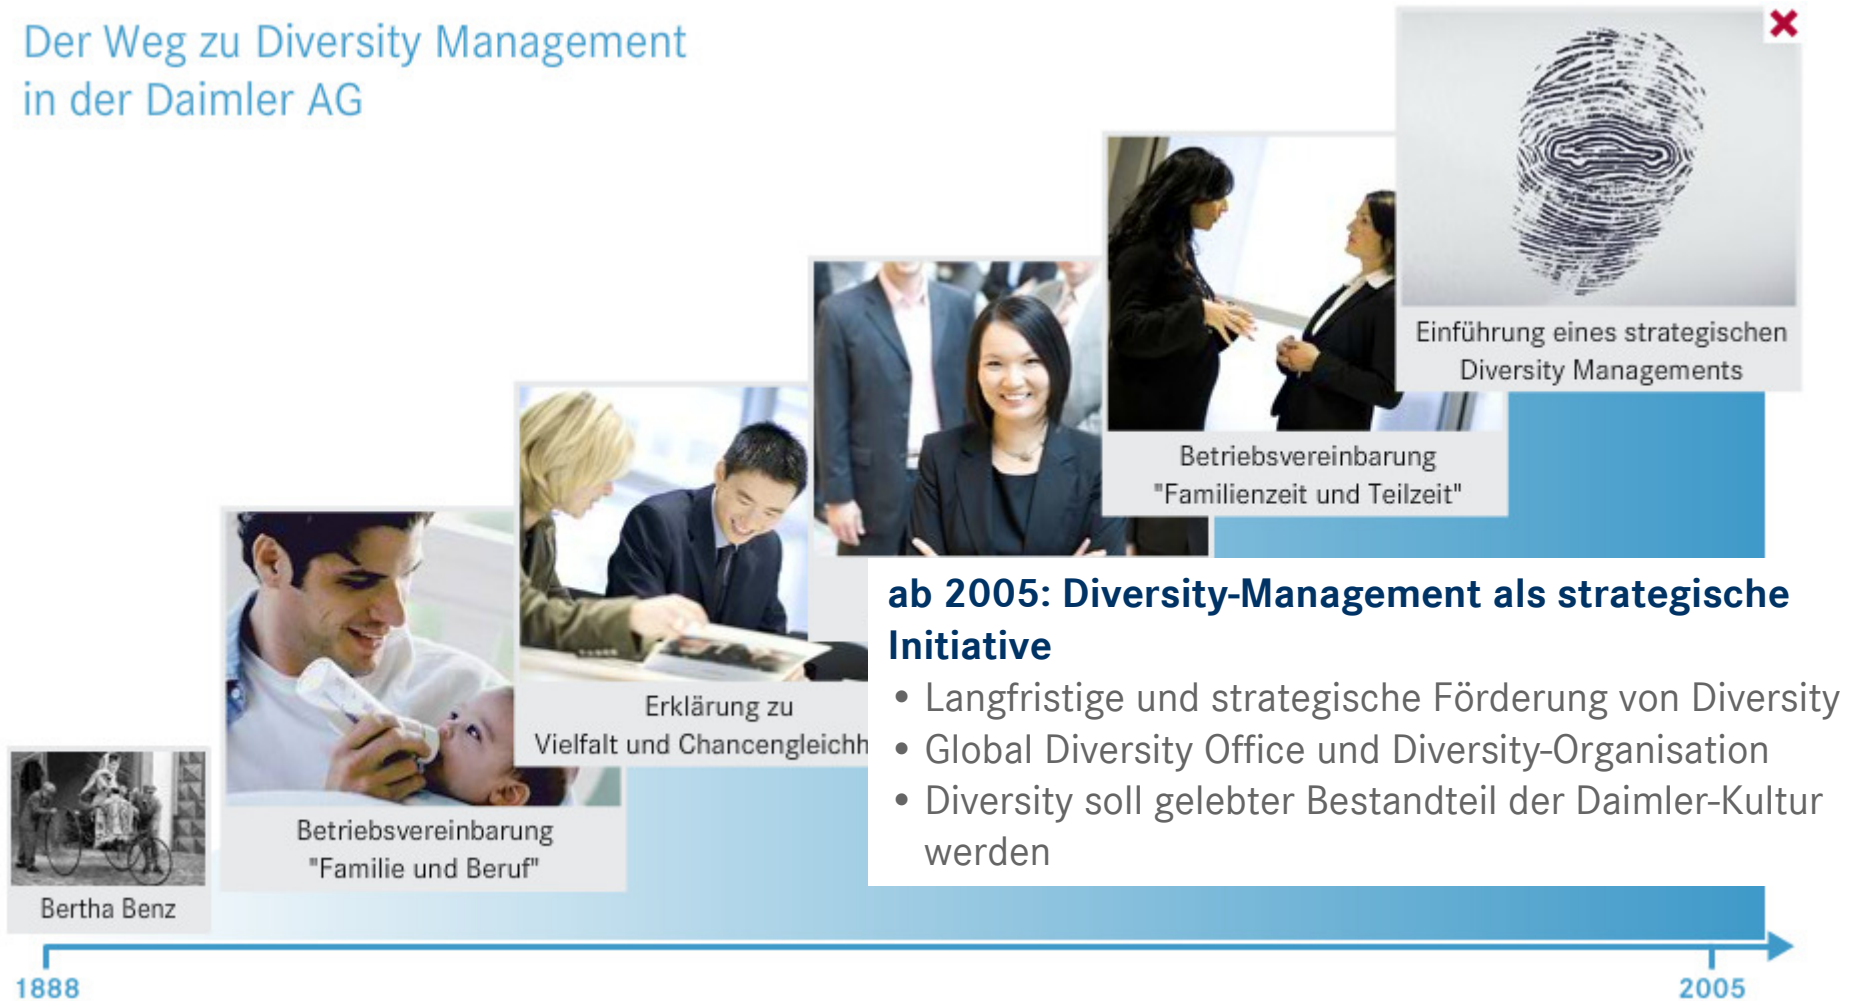 Der Weg zu Diversity Management
in der Daimler AG
Einführung eines strategischen
Diversity Managements
Betriebsvereinbarung
"Familienzeit und Teilzeit"
ab 2005: Diversity-Management als strategische
Initiative
• Langfristige und strategische Förderung von Diversity
• Global Diversity Office und Diversity-Organisation
• Diversity soll gelebter Bestandteil der Daimler-Kultur
werden
Erklärung zu
Vielfalt und Chancengleichh
Betriebsvereinbarung
"Familie und Beruf"
Bertha Benz
1888
2005